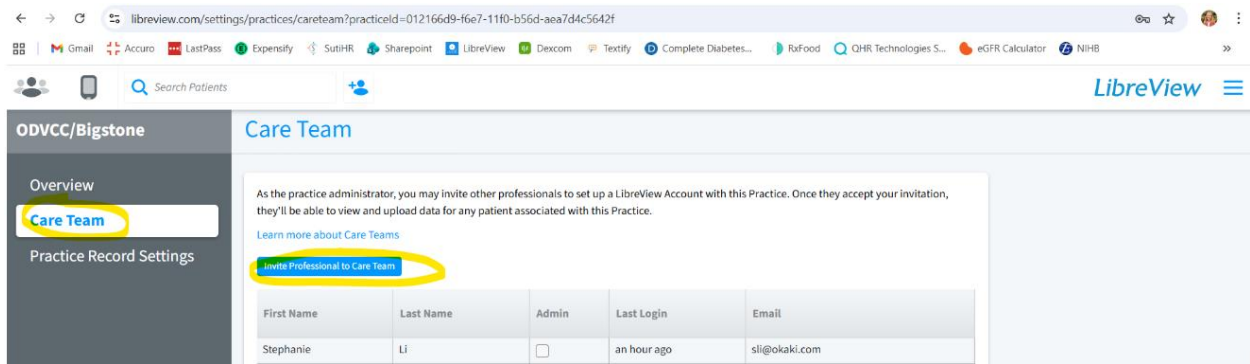 libreview.com/settings/practices/careteam?practiceId=012166d9-f6e7-11f0-b56d-aea7d4c5642f
Gmail Accuro LastPass Expensify SutiHR Sharepoint LibreView Dexcom Textify Complete Diabetes... RxFood QHR Technologies S... eGFR Calculator NIHB »
Search Patients LibreView
ODVCC/Bigstone Care Team
Overview
Care Team
Practice Record Settings
As the practice administrator, you may invite other professionals to set up a LibreView Account with this Practice. Once they accept your invitation,
they'll be able to view and upload data for any patient associated with this Practice.
Learn more about Care Teams
Invite Professional to Care Team
First Name Last Name Admin Last Login Email
Stephanie Li an hour ago sli@okaki.com